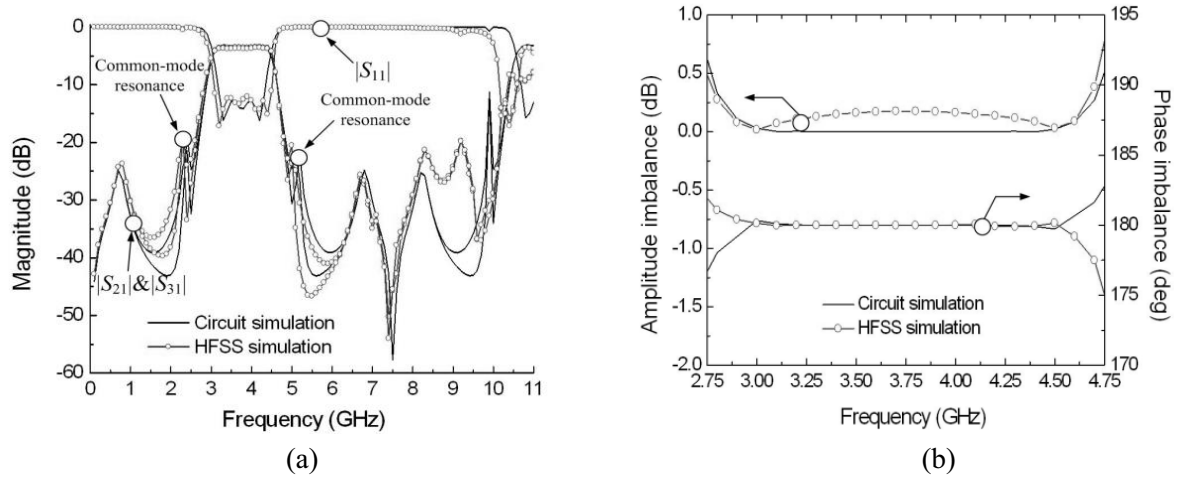 0
-10
-20
-30
-40
-50
-60
Magnitude (dB)
Common-mode
resonance
|S11|
Common-mode
resonance
|S21|&|S31|
Circuit simulation
HFSS simulation
0 1 2 3 4 5 6 7 8 9 10 11
Frequency (GHz)
(a)
1.0
0.5
0.0
-0.5
-1.0
-1.5
-2.0
Amplitude imbalance (dB)
Circuit simulation
HFSS simulation
195
190
185
180
175
170
Phase imbalance (deg)
2.75 3.00 3.25 3.50 3.75 4.00 4.25 4.50 4.75
Frequency (GHz)
(b)